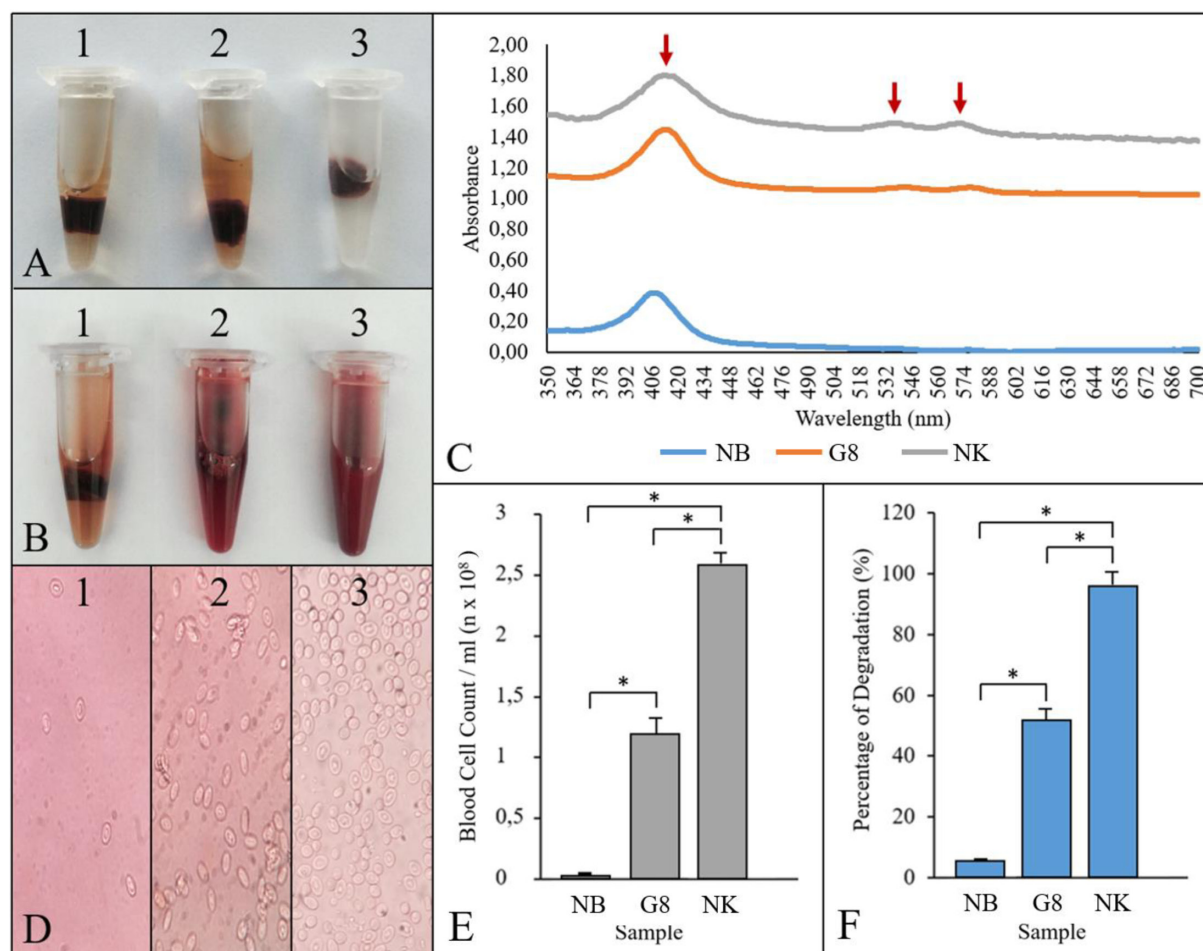 1 2 3
A
1 2 3
B
1 2 3
D
Absorbance
2,00
1,80
1,60
1,40
1,20
1,00
0,80
0,60
0,40
0,20
0,00
350 364 378 392 406 420 434 448 462 476 490 504 518 532 546 560 574 588 602 616 630 644 658 672 686 700
Wavelength (nm)
C
NB G8 NK
Blood Cell Count / ml (n x 10⁸)
3
2,5
2
1,5
1
0,5
0
*
*
*
NB G8 NK
Sample
E
Percentage of Degradation (%)
120
100
80
60
40
20
0
*
*
*
NB G8 NK
Sample
F